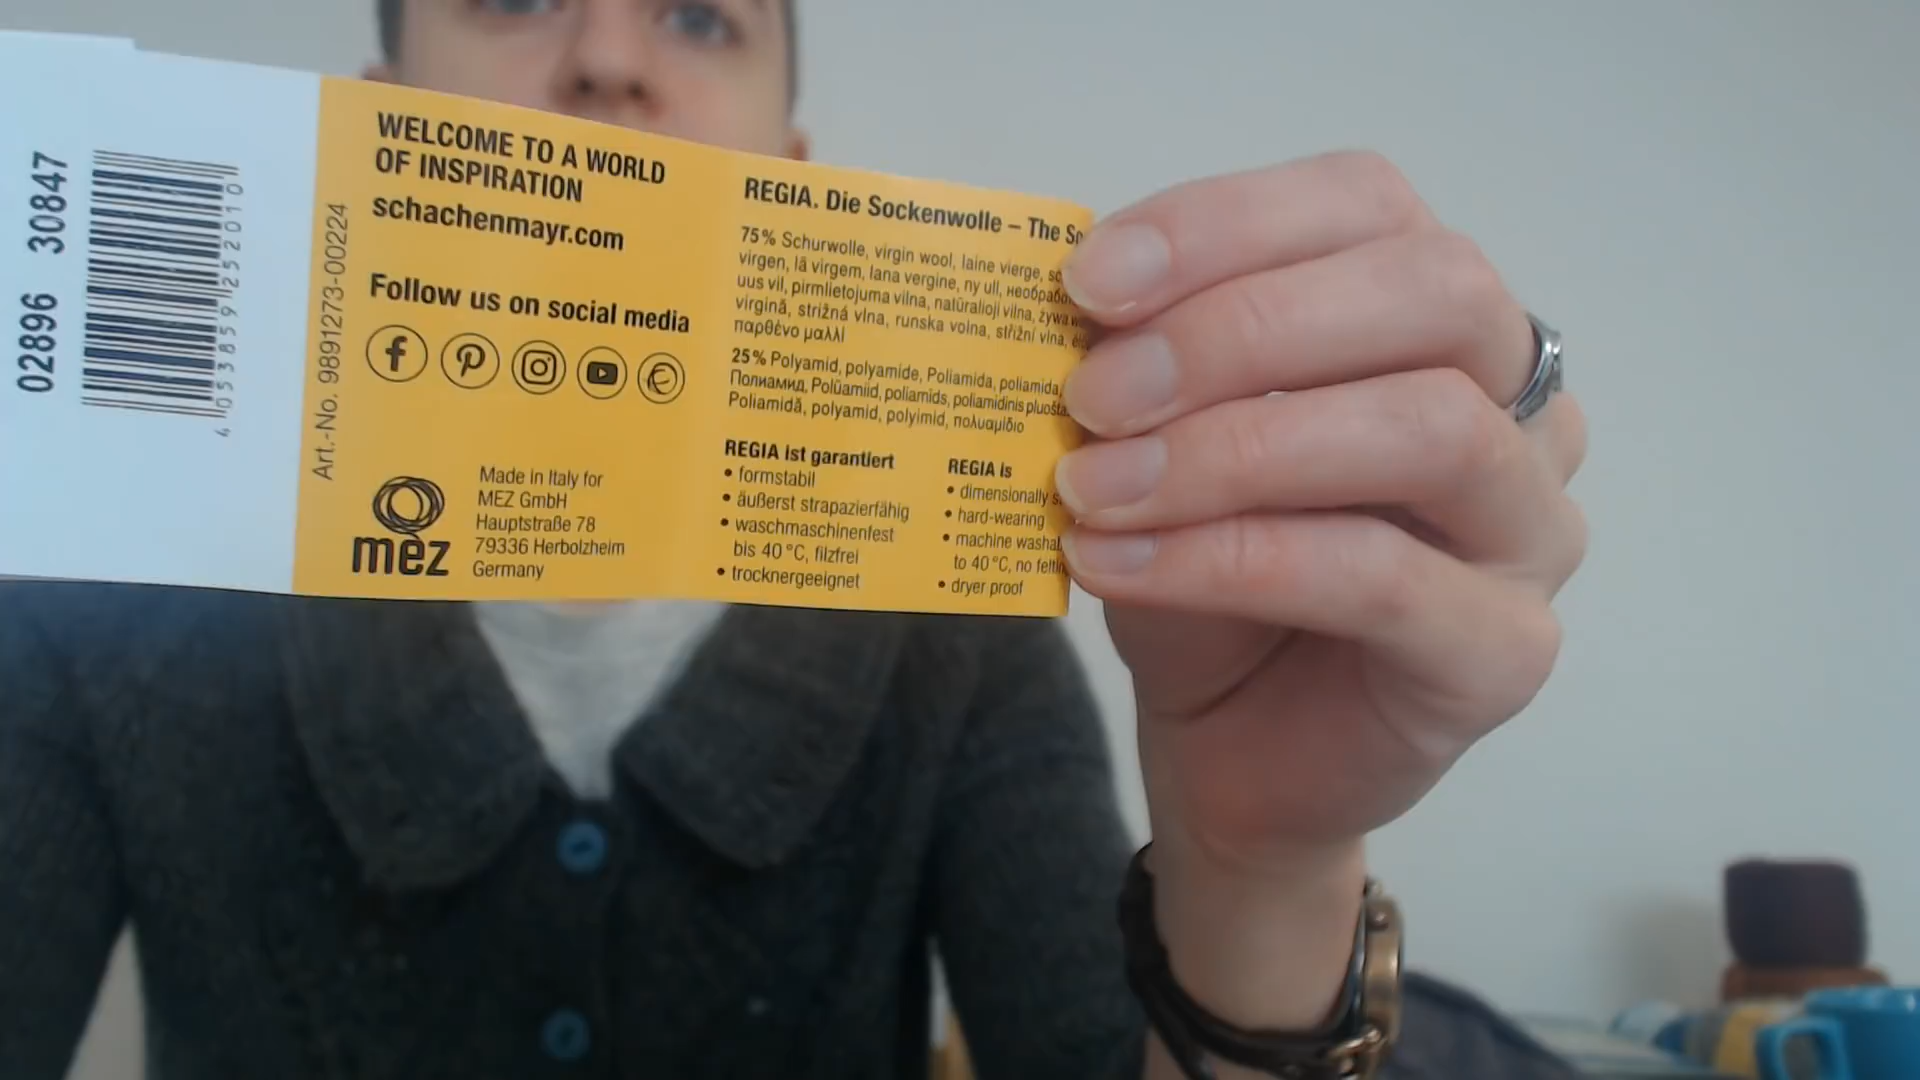 02896 30847
4 053859 252010
Art.-No. 9891273-00224
WELCOME TO A WORLD
OF INSPIRATION
schachenmayr.com
Follow us on social media
mez
Made in Italy for
MEZ GmbH
Hauptstraße 78
79336 Herbolzheim
Germany
REGIA. Die Sockenwolle – The
75% Schurwolle, virgin wool, laine vierge,
virgen, lã virgem, lana vergine, ny ull,
uus vil, pirmlietojuma vilna, natūralioji vilna, żywa
virgină, strižná vlna, runska volna, střižní vlna,
παρθένο μαλλί
25% Polyamid, polyamide, Poliamida, poliamida,
Полиамид, Polüamiid, poliamids, poliamidinis
Poliamidă, polyamid, polyimid, πολυαμίδιο
REGIA ist garantiert
• formstabil
• äußerst strapazierfähig
• waschmaschinenfest
bis 40 °C, filzfrei
• trocknergeeignet
REGIA is
• dimensionally
• hard-wearing
• machine
to 40 °C, no
• dryer proof